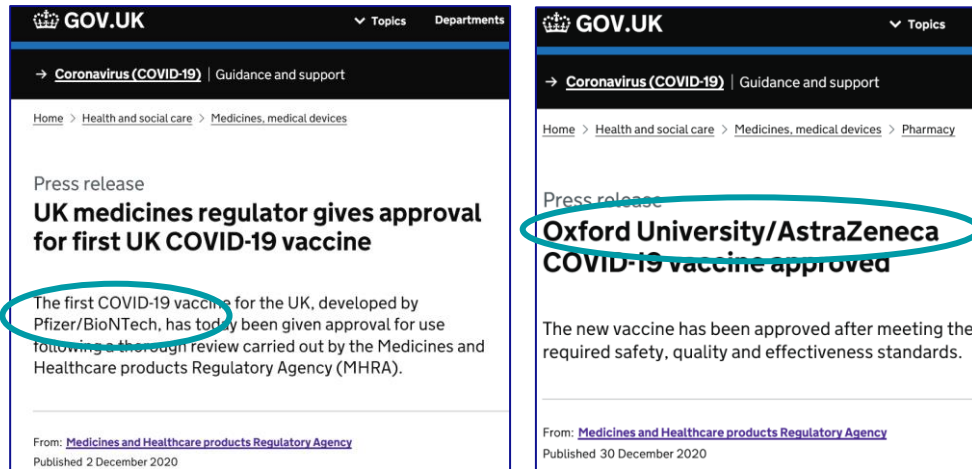 GOV.UK
Topics Departments
→ Coronavirus (COVID-19) | Guidance and support
Home > Health and social care > Medicines, medical devices
Press release
UK medicines regulator gives approval
for first UK COVID-19 vaccine
The first COVID-19 vaccine for the UK, developed by
Pfizer/BioNTech, has today been given approval for use
following a thorough review carried out by the Medicines and
Healthcare products Regulatory Agency (MHRA).
From: Medicines and Healthcare products Regulatory Agency
Published 2 December 2020
GOV.UK
Topics
→ Coronavirus (COVID-19) | Guidance and support
Home > Health and social care > Medicines, medical devices > Pharmacy
Press release
Oxford University/AstraZeneca
COVID-19 vaccine approved
The new vaccine has been approved after meeting the
required safety, quality and effectiveness standards.
From: Medicines and Healthcare products Regulatory Agency
Published 30 December 2020